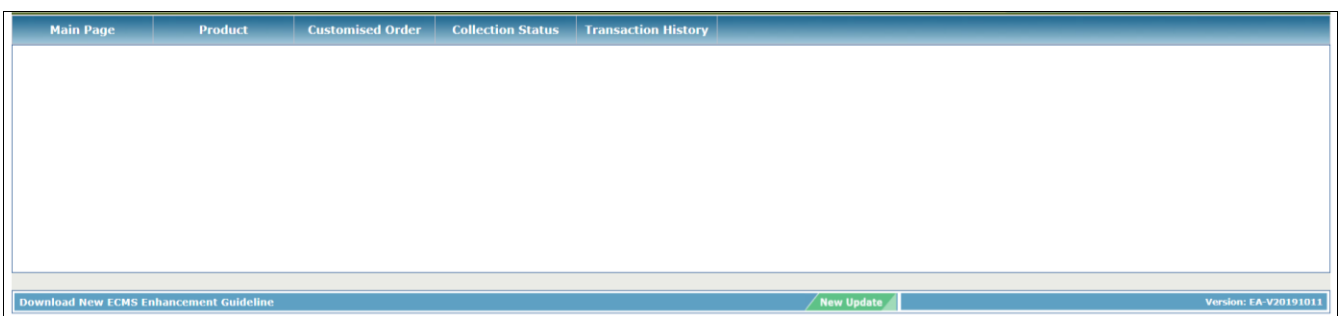 Main Page Product Customised Order Collection Status Transaction History
Download New ECMS Enhancement Guideline New Update Version: EA-V20191011